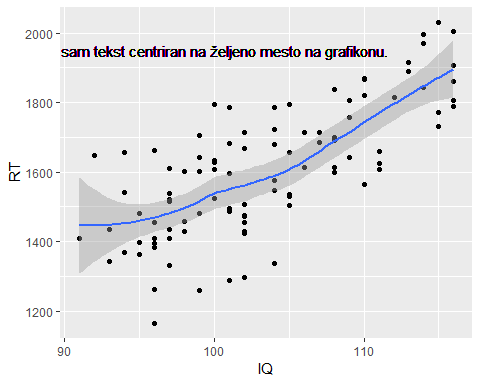 2000
sam tekst centriran na željeno mesto na grafikonu.
1800
RT
1600
1400
1200
90 100 110
IQ